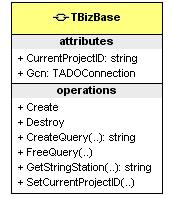 TBizBase
attributes
+ CurrentProjectID: string
+ Gcn: TADOConnection
operations
+ Create
+ Destroy
+ CreateQuery(..): string
+ FreeQuery(..)
+ GetStringStation(..): string
+ SetCurrentProjectID(..)